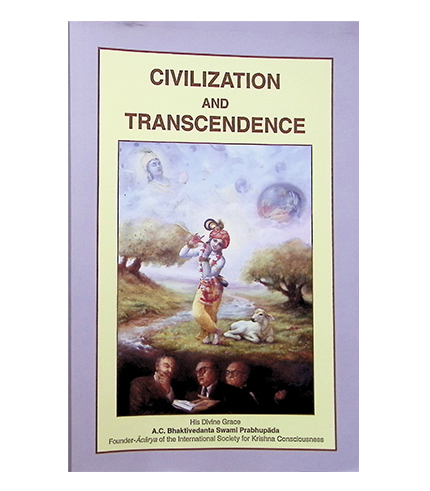 CIVILIZATION
AND
TRANSCENDENCE
His Divine Grace
A.C. Bhaktivedanta Swami Prabhupāda
Founder-Ācārya of the International Society for Krishna Consciousness